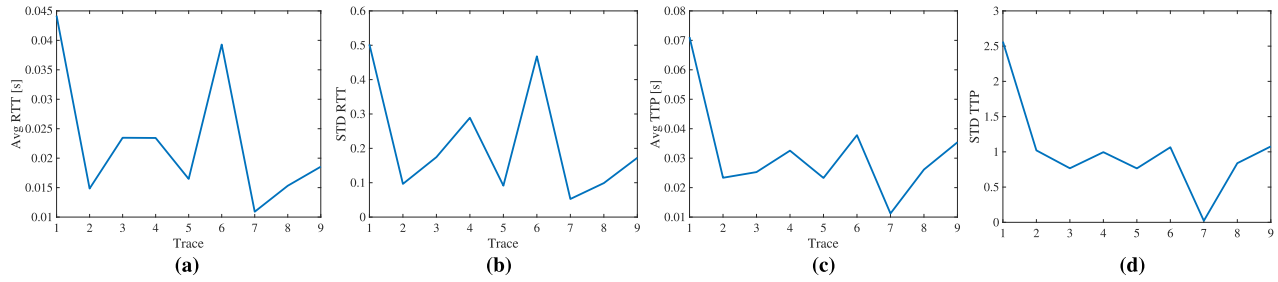 0.045
0.04
0.035
0.03
0.025
0.02
0.015
0.01
Avg RTT [s]
1 2 3 4 5 6 7 8 9
Trace
(a)
0.6
0.5
0.4
0.3
0.2
0.1
0
STD RTT
1 2 3 4 5 6 7 8 9
Trace
(b)
0.08
0.07
0.06
0.05
0.04
0.03
0.02
0.01
Avg TTP [s]
1 2 3 4 5 6 7 8 9
Trace
(c)
3
2.5
2
1.5
1
0.5
0
STD TTP
1 2 3 4 5 6 7 8 9
(d)